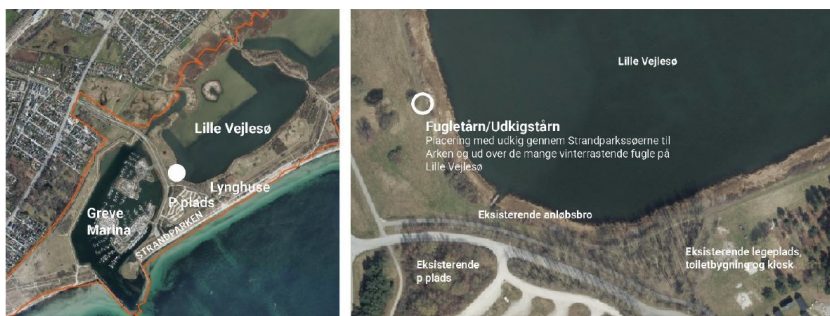 Lille Vejlesø
Lynghuse
P plads
Greve
Marina
STRANDPARKEN
Lille Vejlesø
Fugletårn/Udkigstårn
Placering med udkig gennem Strandparkssøerne til
Arken og ud over de mange vinterrastende fugle på
Lille Vejlesø
Eksisterende anløbsbro
Eksisterende legeplads,
toiletbygning og kiosk
Eksisterende
p plads